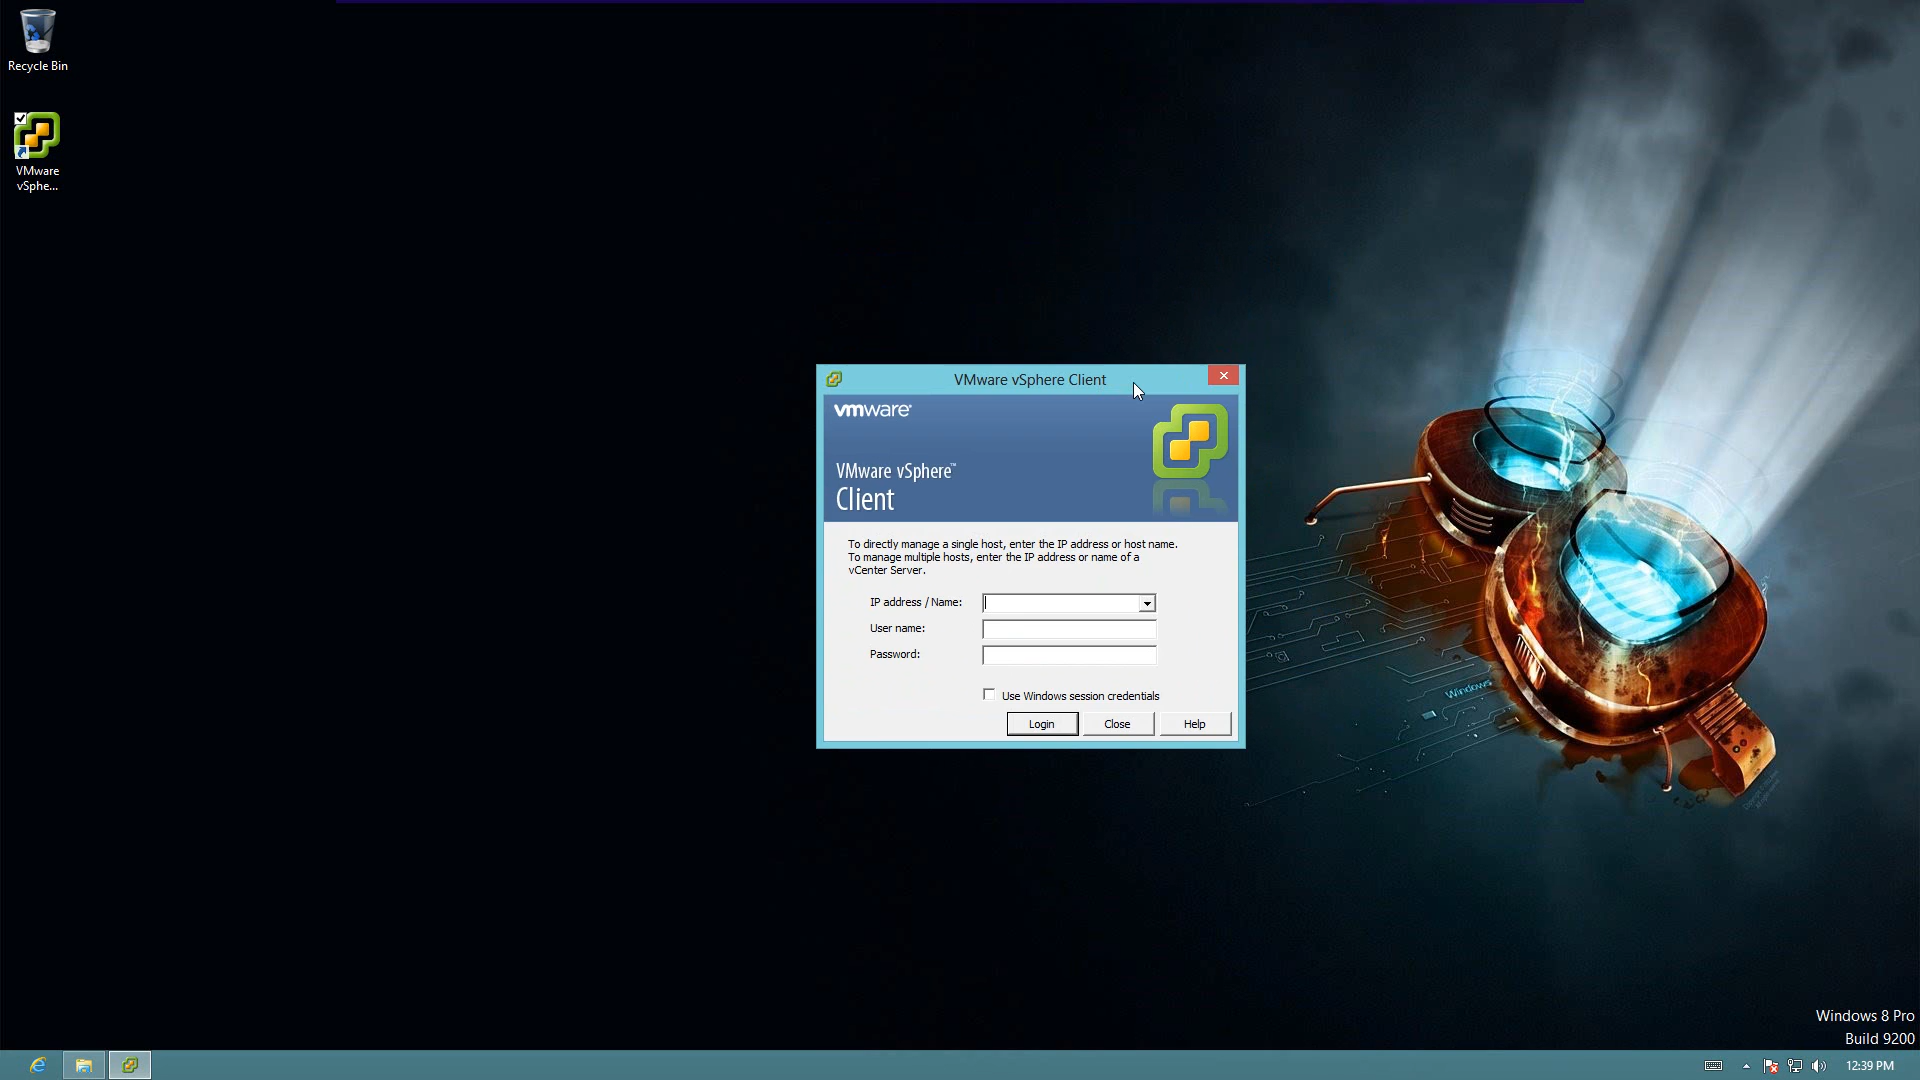 Recycle Bin
VMware
vSphe...
VMware vSphere Client
vmware
VMware vSphere™
Client
To directly manage a single host, enter the IP address or host name.
To manage multiple hosts, enter the IP address or name of a
vCenter Server.
IP address / Name:
User name:
Password:
Use Windows session credentials
Login
Close
Help
Windows
Windows 8 Pro
Build 9200
12:39 PM